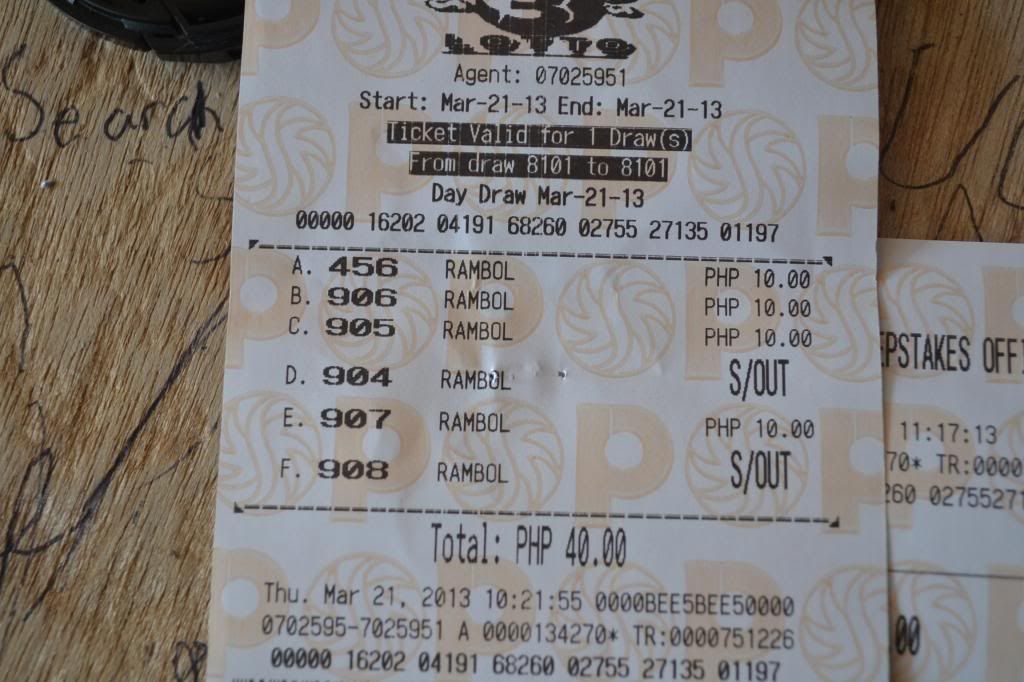 LOTTO
Agent: 07025951
Start: Mar-21-13 End: Mar-21-13
Ticket Valid for 1 Draw(s)
From draw 8101 to 8101
Day Draw Mar-21-13
00000 16202 04191 68260 02755 27135 01197
A. 456 RAMBOL PHP 10.00
B. 906 RAMBOL PHP 10.00
C. 905 RAMBOL PHP 10.00
D. 904 RAMBOL S/OUT
E. 907 RAMBOL PHP 10.00
F. 908 RAMBOL S/OUT
Total: PHP 40.00
Thu. Mar 21, 2013 10:21:55 0000BEE5BEE50000
0702595-7025951 A 0000134270* TR:0000751226
00000 16202 04191 68260 02755 27135 01197
Search
EPSTAKES OFFI
11:17:13
70* TR:0000
260 02755271
00